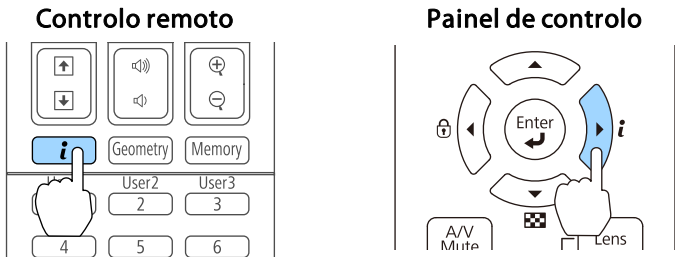 Controlo remoto
Painel de controlo
i
Geometry
Memory
User2
User3
2
3
4
5
6
Enter
i
A/V
Mute
Lens